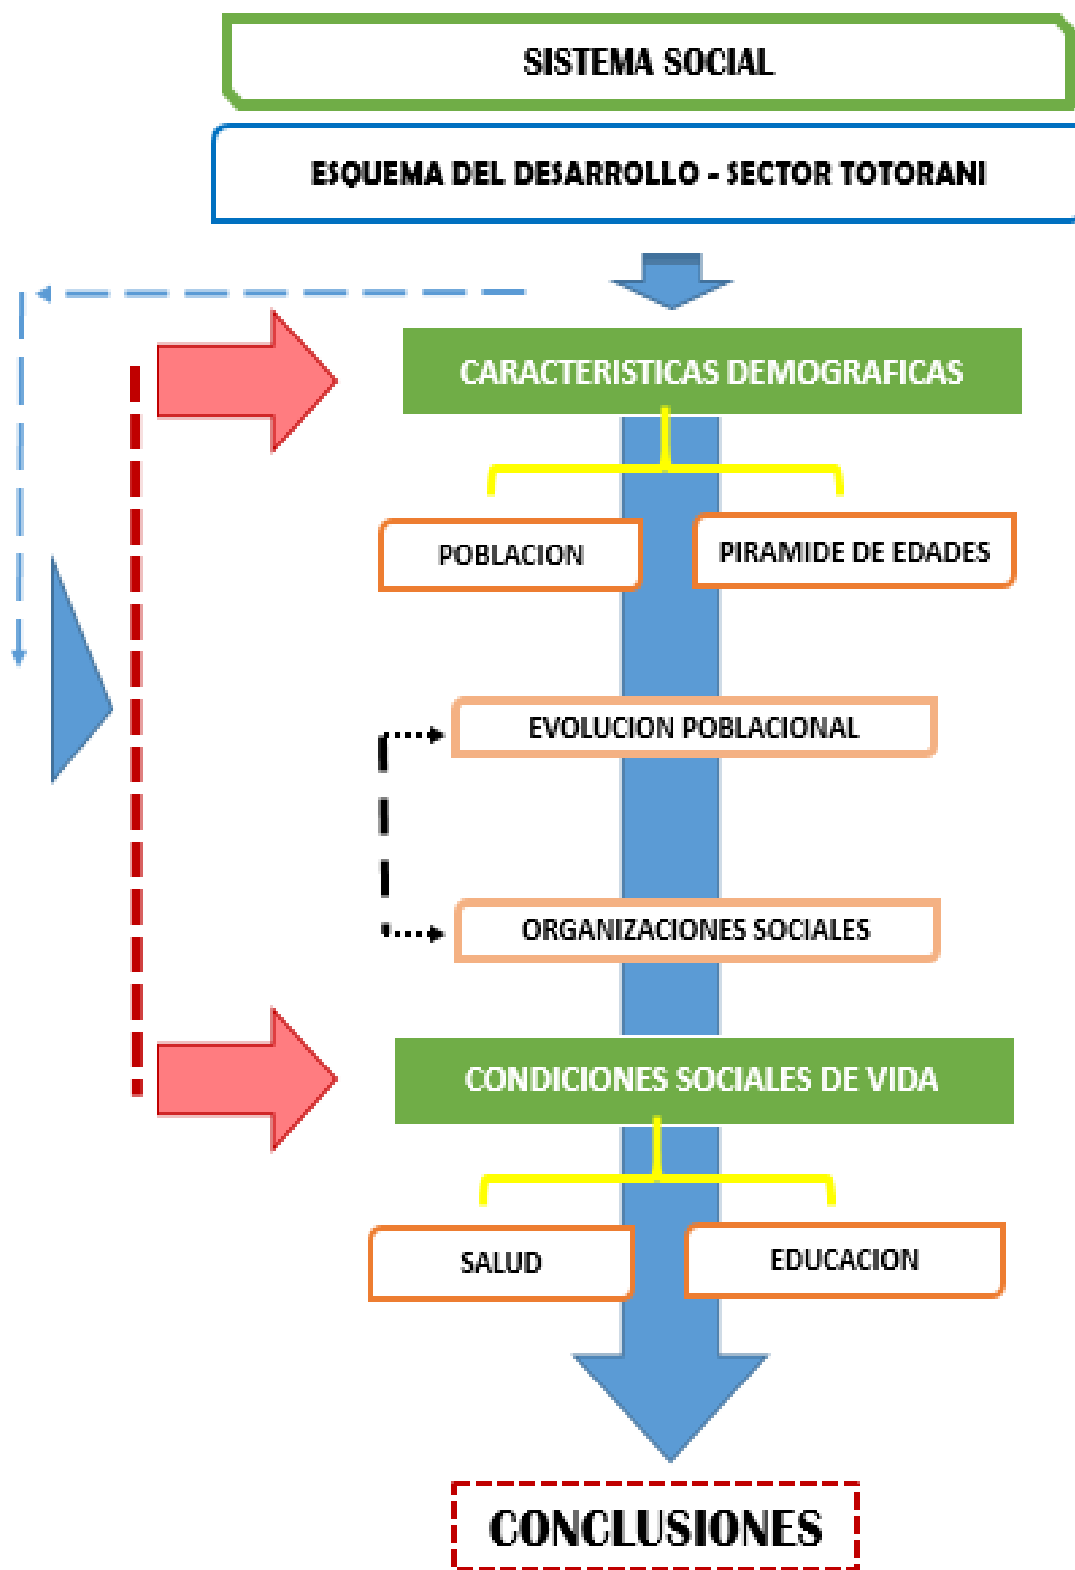 SISTEMA SOCIAL
ESQUEMA DEL DESARROLLO - SECTOR TOTORANI
CARACTERISTICAS DEMOGRAFICAS
POBLACION
PIRAMIDE DE EDADES
EVOLUCION POBLACIONAL
ORGANIZACIONES SOCIALES
CONDICIONES SOCIALES DE VIDA
SALUD
EDUCACION
CONCLUSIONES